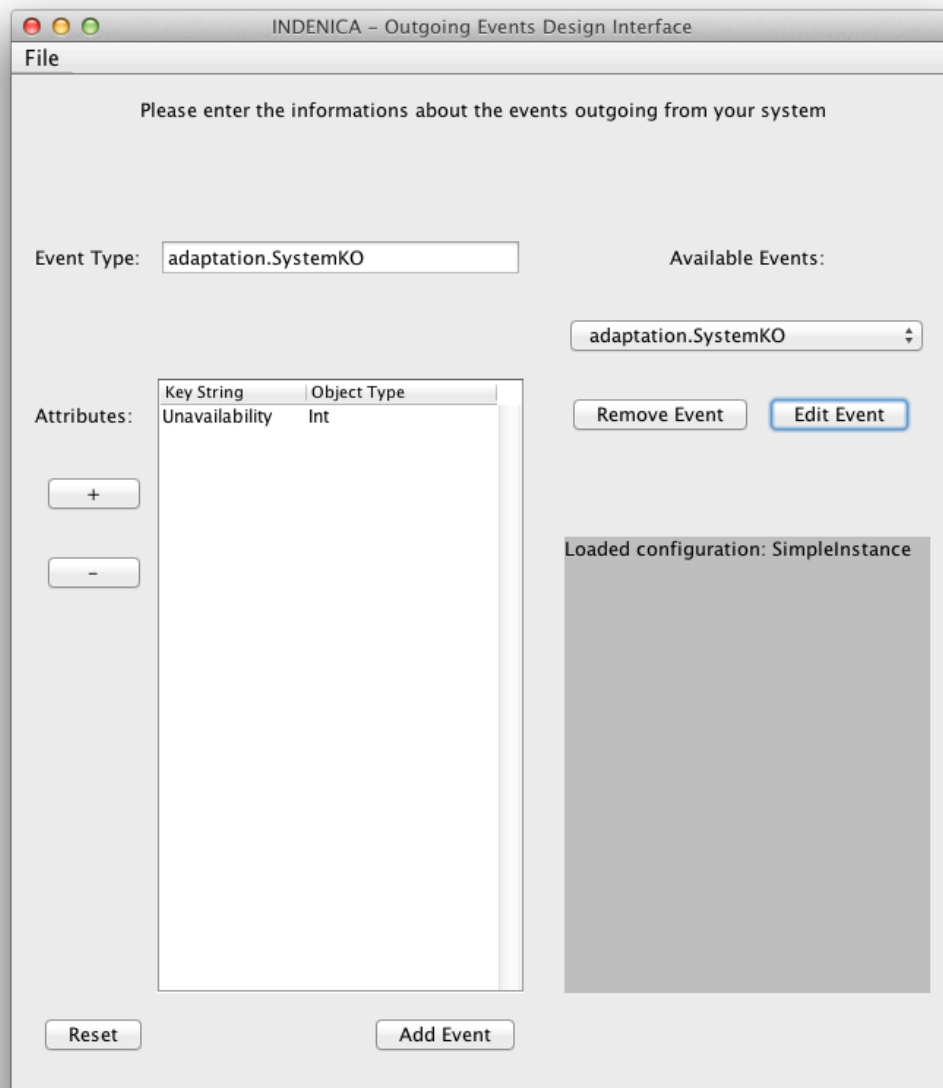 INDENICA – Outgoing Events Design Interface
File
Please enter the informations about the events outgoing from your system
Event Type:
adaptation.SystemKO
Available Events:
adaptation.SystemKO
Attributes:
Key String
Object Type
Unavailability
Int
Remove Event
Edit Event
+
-
Loaded configuration: SimpleInstance
Reset
Add Event